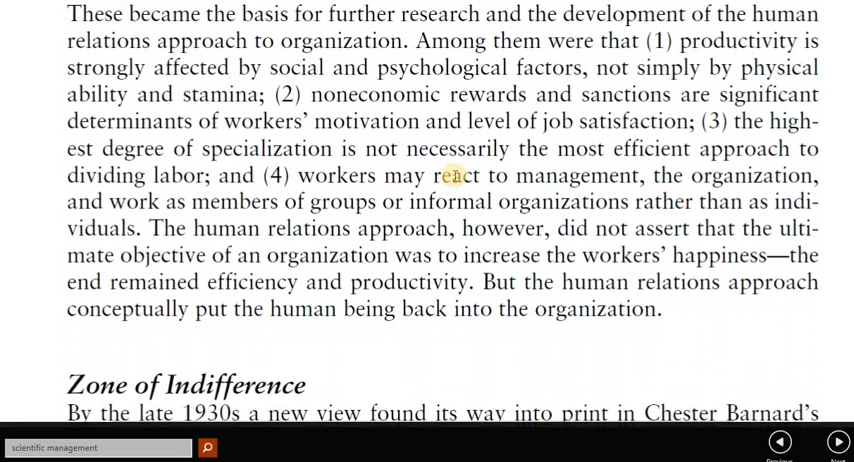 These became the basis for further research and the development of the human
relations approach to organization. Among them were that (1) productivity is
strongly affected by social and psychological factors, not simply by physical
ability and stamina; (2) noneconomic rewards and sanctions are significant
determinants of workers' motivation and level of job satisfaction; (3) the high-
est degree of specialization is not necessarily the most efficient approach to
dividing labor; and (4) workers may react to management, the organization,
and work as members of groups or informal organizations rather than as indi-
viduals. The human relations approach, however, did not assert that the ulti-
mate objective of an organization was to increase the workers' happiness—the
end remained efficiency and productivity. But the human relations approach
conceptually put the human being back into the organization.
Zone of Indifference
By the late 1930s a new view found its way into print in Chester Barnard's
scientific management
Previous Next